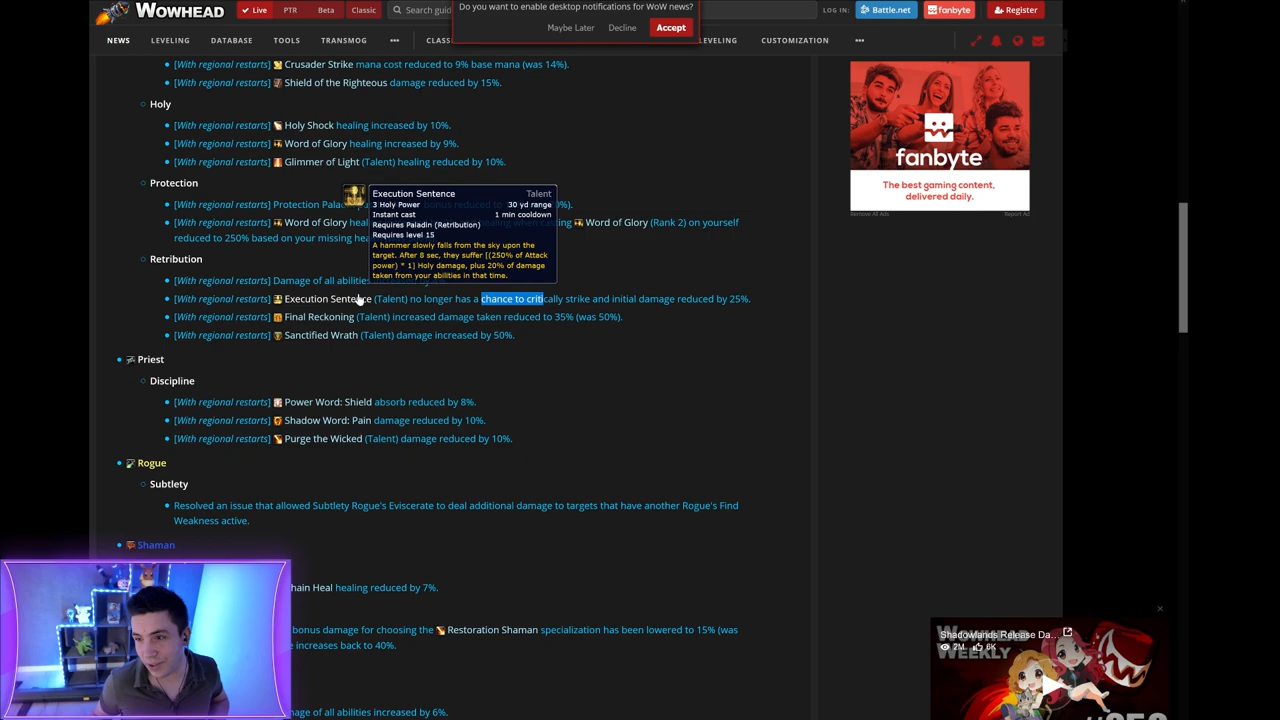 WOWHEAD
Live
PTR
Beta
Classic
Search guid
Do you want to enable desktop notifications for WoW news?
Maybe Later
Decline
Accept
LOG IN:
Battle.net
fanbyte
Register
NEWS
LEVELING
DATABASE
TOOLS
TRANSMOG
•••
CLASS
LEVELING
CUSTOMIZATION
•••
[With regional restarts] Crusader Strike mana cost reduced to 9% base mana (was 14%).
[With regional restarts] Shield of the Righteous damage reduced by 15%.
Holy
[With regional restarts] Holy Shock healing increased by 10%.
[With regional restarts] Word of Glory healing increased by 9%.
[With regional restarts] Glimmer of Light (Talent) healing reduced by 10%.
Protection
[With regional restarts] Protection Palad
[With regional restarts] Word of Glory heal
Word of Glory (Rank 2) on yourself
reduced to 250% based on your missing hea
Execution Sentence
Talent
3 Holy Power
30 yd range
Instant cast
1 min cooldown
Requires Paladin (Retribution)
Requires level 15
A hammer slowly falls from the sky upon the
target. After 8 sec, they suffer [(250% of Attack
power) * 1] Holy damage, plus 20% of damage
taken from your abilities in that time.
Retribution
[With regional restarts] Damage of all abilities
[With regional restarts] Execution Sentence (Talent) no longer has a chance to critically strike and initial damage reduced by 25%.
[With regional restarts] Final Reckoning (Talent) increased damage taken reduced to 35% (was 50%).
[With regional restarts] Sanctified Wrath (Talent) damage increased by 50%.
Priest
Discipline
[With regional restarts] Power Word: Shield absorb reduced by 8%.
[With regional restarts] Shadow Word: Pain damage reduced by 10%.
[With regional restarts] Purge the Wicked (Talent) damage reduced by 10%.
Rogue
Subtlety
Resolved an issue that allowed Subtlety Rogue's Eviscerate to deal additional damage to targets that have another Rogue's Find
Weakness active.
Shaman
hain Heal healing reduced by 7%.
bonus damage for choosing the Restoration Shaman specialization has been lowered to 15% (was
e increases back to 40%.
mage of all abilities increased by 6%.
fanbyte
The best gaming content,
delivered daily.
Remove All Ads
Report Ad
Shadowlands Release Da...
2M
6K
WOWHEAD
WEEKLY